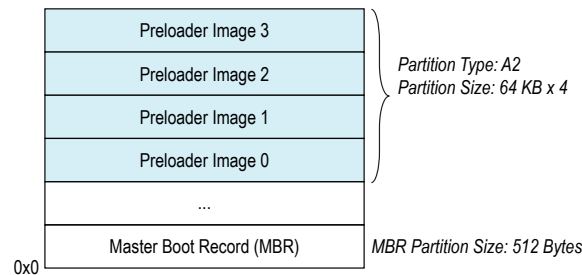 Preloader Image 3
Preloader Image 2
Preloader Image 1
Preloader Image 0
Partition Type: A2
Partition Size: 64 KB x 4
...
Master Boot Record (MBR)
MBR Partition Size: 512 Bytes
0x0